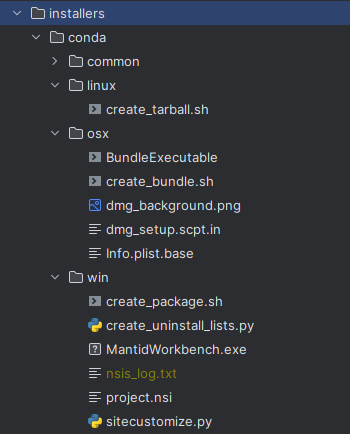 installers
conda
common
linux
create_tarball.sh
osx
BundleExecutable
create_bundle.sh
dmg_background.png
dmg_setup.scpt.in
Info.plist.base
win
create_package.sh
create_uninstall_lists.py
MantidWorkbench.exe
nsis_log.txt
project.nsi
sitecustomize.py